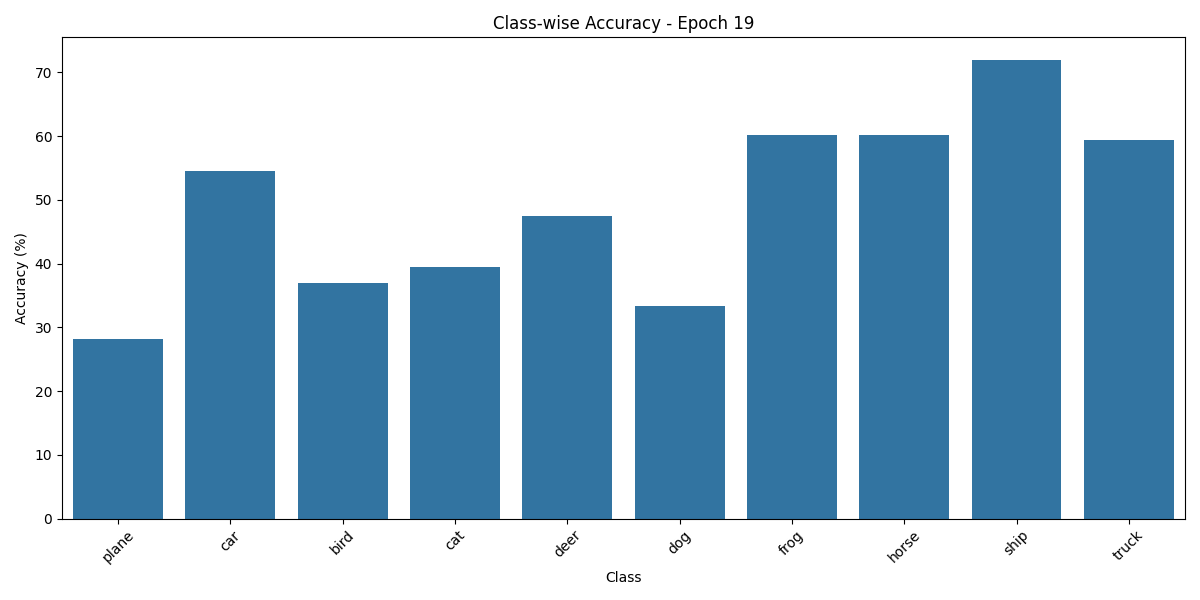 Class-wise Accuracy - Epoch 19
Accuracy (%)
70
60
50
40
30
20
10
0
plane
car
bird
cat
deer
dog
frog
horse
ship
truck
Class